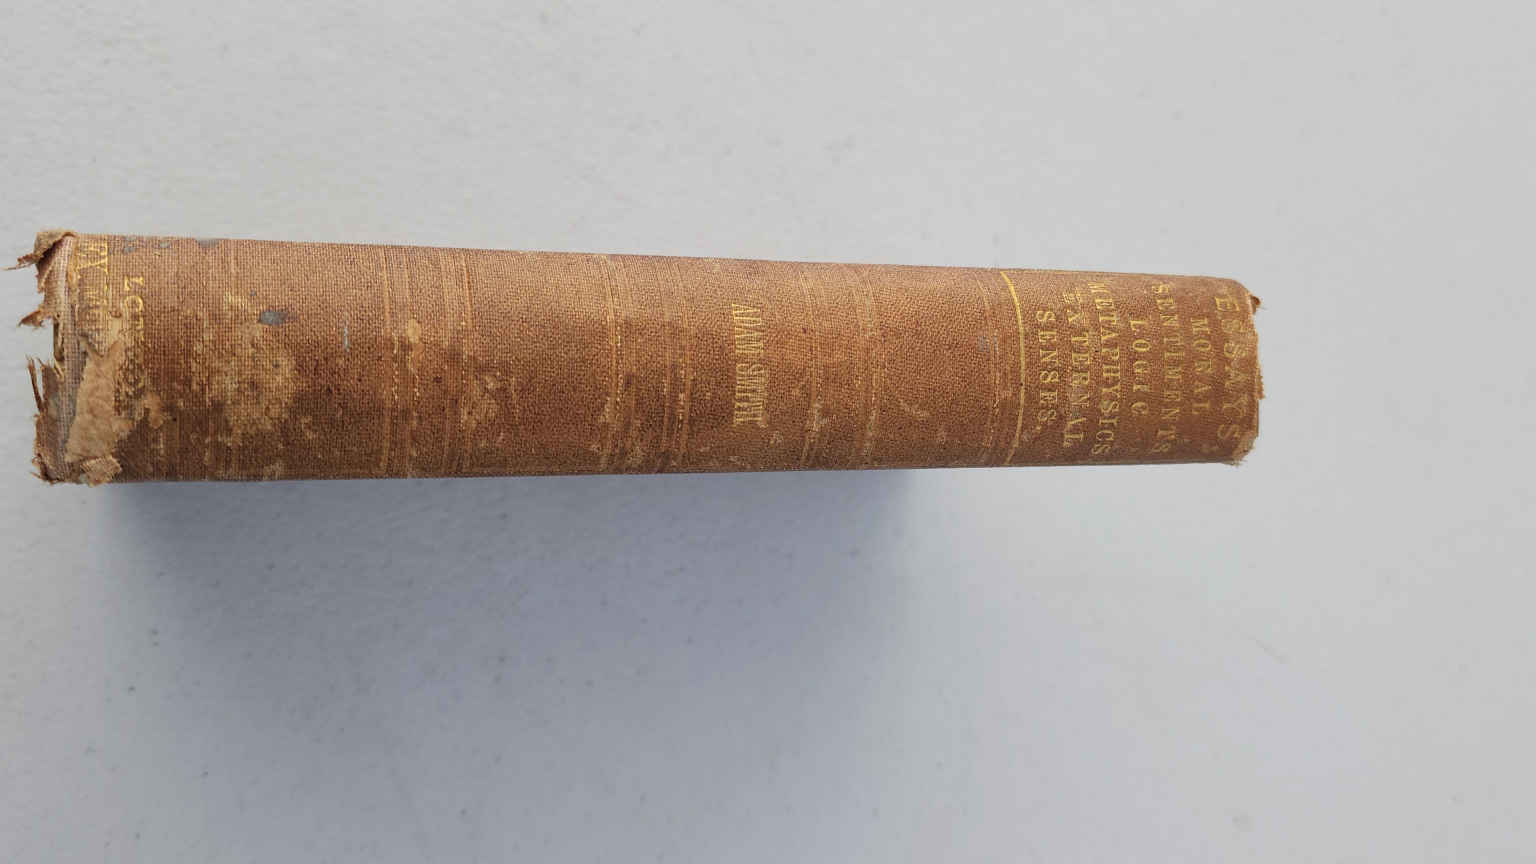 ESSAYS
MORAL
SENTIMENTS
LOGIC
METAPHYSICS
EXTERNAL
SENSES.
ADAM SMITH